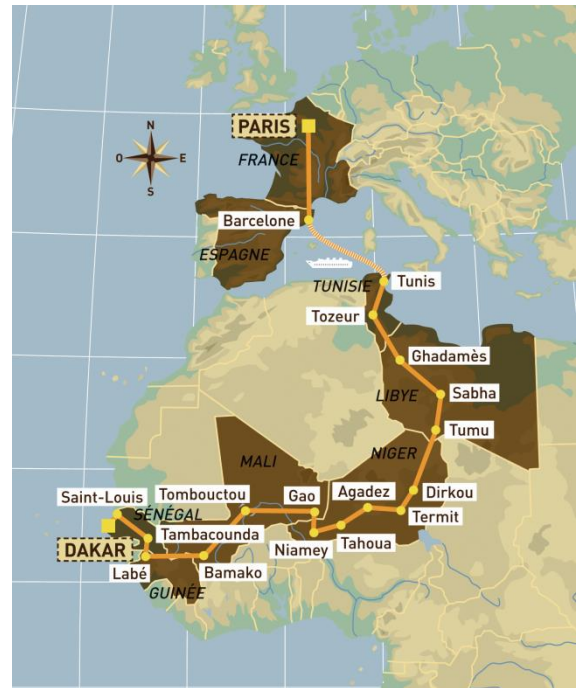 PARIS
FRANCE
N
O
E
S
Barcelone
ESPAGNE
TUNISIE
Tunis
Tozeur
Ghadamès
LIBYE
Sabha
Tumu
NIGER
MALI
Dirkou
Agadez
Gao
Tombouctou
Saint-Louis
SÉNÉGAL
Termit
Tambacounda
Tahoua
Niamey
DAKAR
Labé
Bamako
GUINÉE